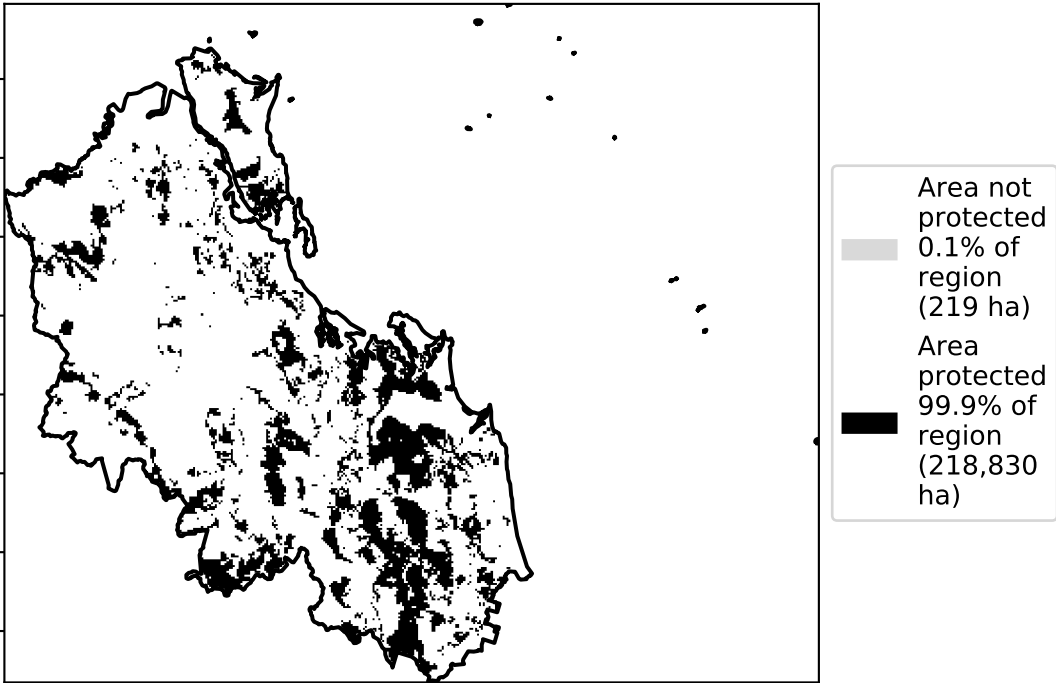 Area not
protected
0.1% of
region
(219 ha)
Area
protected
99.9% of
region
(218,830
ha)